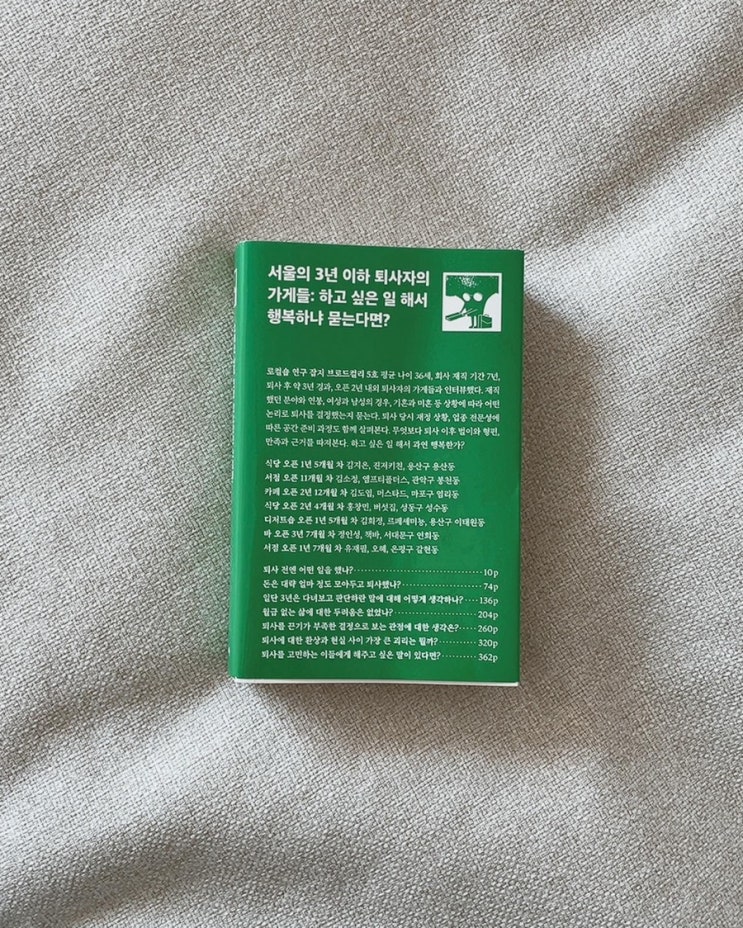 서울의 3년 이하 퇴사자의
가게들: 하고 싶은 일 해서
행복하냐 묻는다면?
로컬숍 연구 잡지 브로드컬리 5호 평균 나이 36세, 회사 재직 기간 7년,
퇴사 후 약 3년 경과, 오픈 2년 내외 퇴사자의 가게들과 인터뷰했다. 재직
했던 분야와 연봉, 여성과 남성의 경우, 기혼과 미혼 등 상황에 따라 어떤
논리로 퇴사를 결정했는지 묻는다. 퇴사 당시 재정 상황, 업종 전문성에
따른 공간 준비 과정도 함께 살펴본다. 무엇보다 퇴사 이후 벌이와 형편,
만족과 근거를 따져본다. 하고 싶은 일 해서 과연 행복한가?
식당 오픈 1년 5개월 차 김지은, 진저키친, 용산구 용산동
서점 오픈 11개월 차 김소정, 엠프티폴더스, 관악구 봉천동
카페 오픈 2년 12개월 차 김도엽, 머스타드, 마포구 염리동
식당 오픈 2년 4개월 차 홍창민, 버섯집, 성동구 성수동
디저트숍 오픈 1년 5개월 차 김희정, 르페셰미뇽, 용산구 이태원동
바 오픈 3년 7개월 차 정인성, 책바, 서대문구 연희동
서점 오픈 1년 7개월 차 유재필, 오혜, 은평구 갈현동
퇴사 전엔 어떤 일을 했나? 10p
돈은 대략 얼마 정도 모아두고 퇴사했나? 74p
일단 3년은 다녀보고 판단하란 말에 대해 어떻게 생각하나? 136p
월급 없는 삶에 대한 두려움은 없었나? 204p
퇴사를 끈기가 부족한 결정으로 보는 관점에 대한 생각은? 260p
퇴사에 대한 환상과 현실 사이 가장 큰 괴리는 뭘까? 320p
퇴사를 고민하는 이들에게 해주고 싶은 말이 있다면? 362p